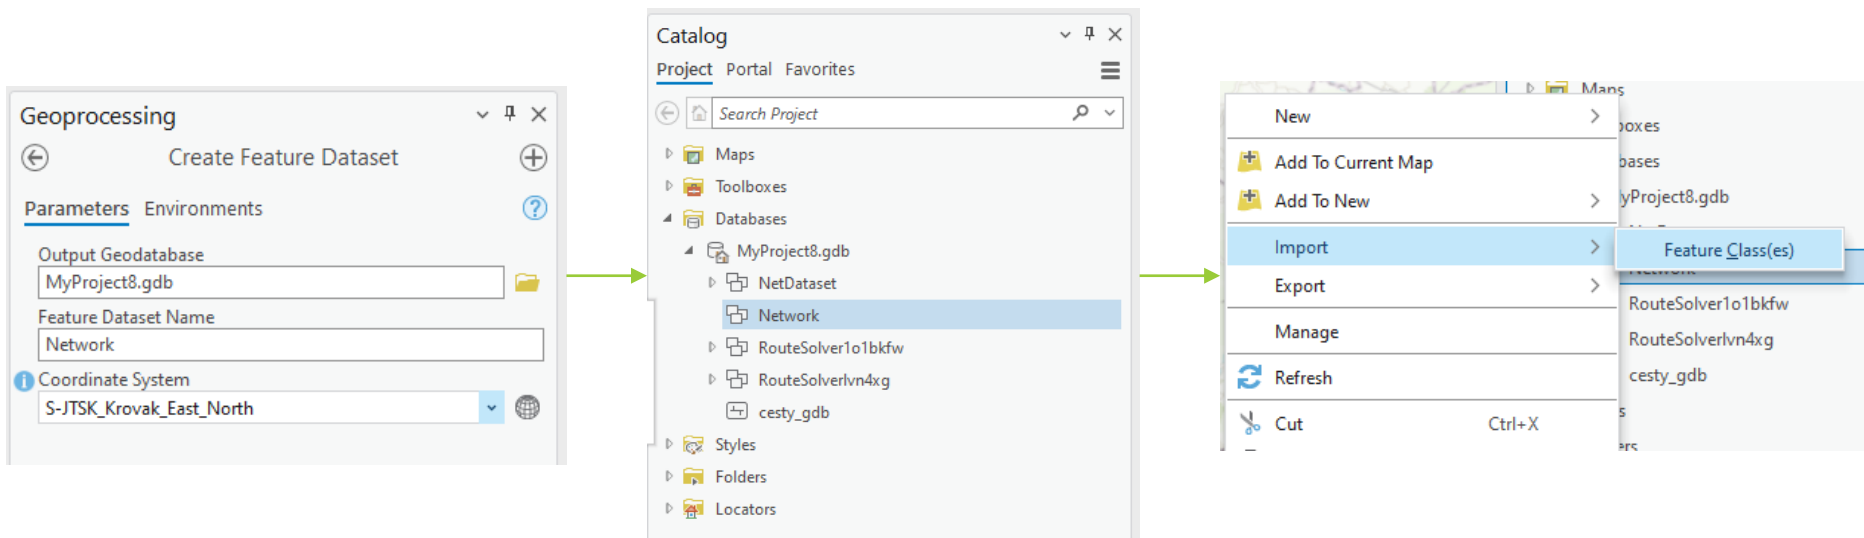 Geoprocessing
Create Feature Dataset
Parameters Environments
Output Geodatabase
MyProject8.gdb
Feature Dataset Name
Network
Coordinate System
S-JTSK_Krovak_East_North
Catalog
Project Portal Favorites
Search Project
Maps
Toolboxes
Databases
MyProject8.gdb
NetDataset
Network
RouteSolver1o1bkfw
RouteSolverlvn4xg
cesty_gdb
Styles
Folders
Locators
Maps
New
oxes
Add To Current Map
bases
Add To New
yProject8.gdb
Import
Feature Class(es)
Network
Export
RouteSolver1o1bkfw
Manage
RouteSolverlvn4xg
Refresh
cesty_gdb
Cut Ctrl+X
s
ers